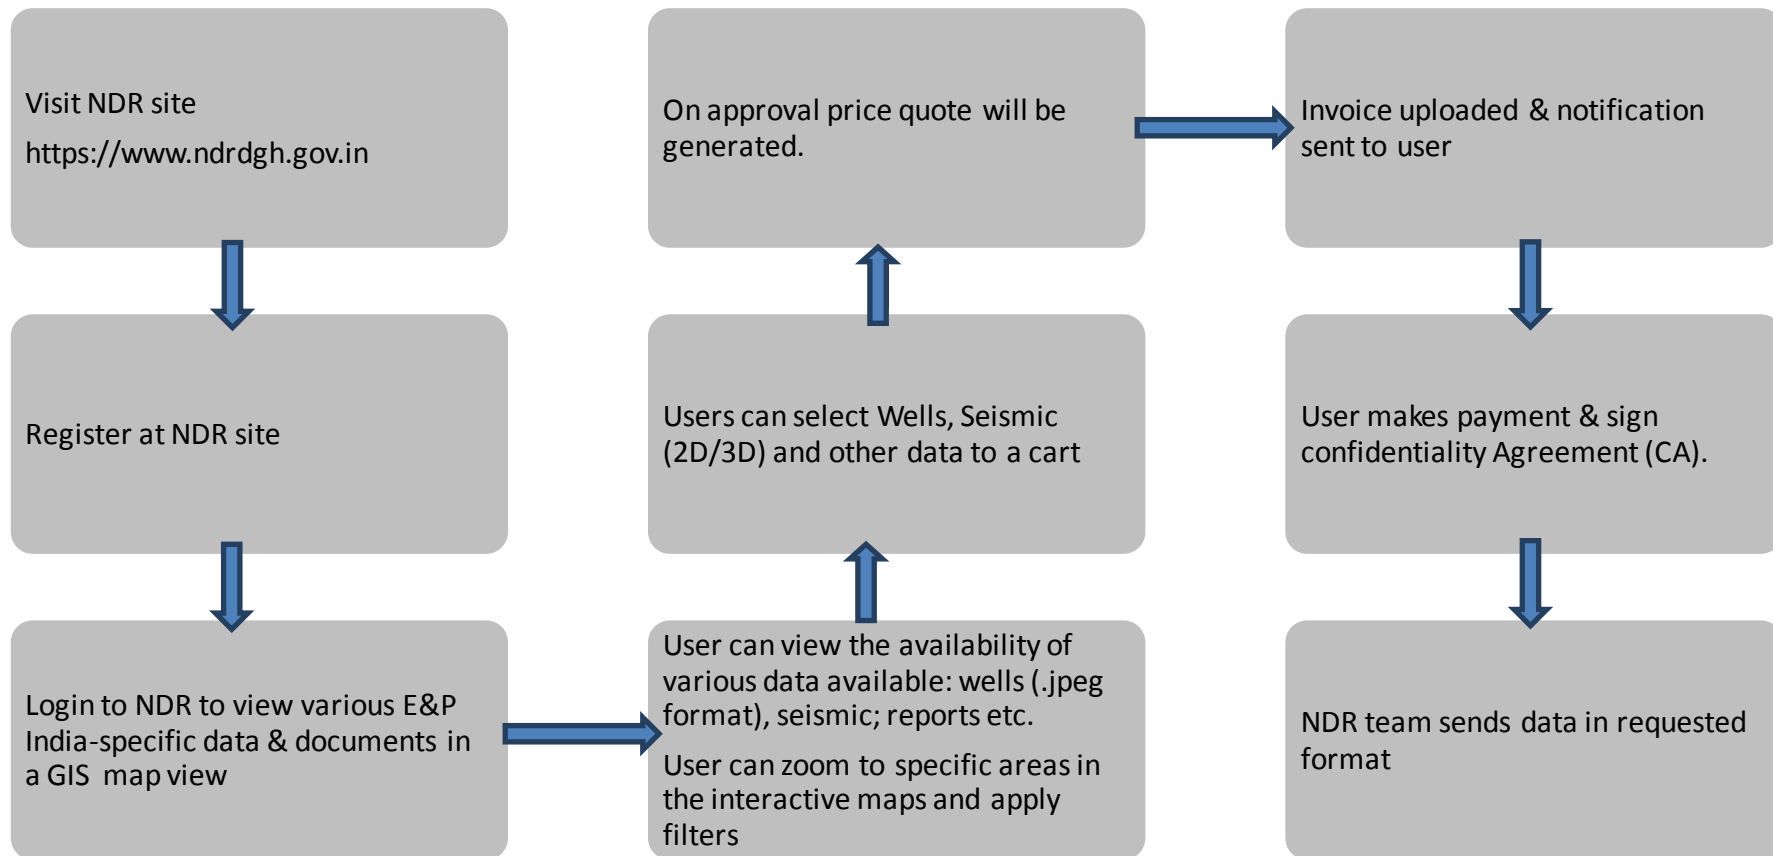 Visit NDR site
https://www.ndrdgh.gov.in
Register at NDR site
Login to NDR to view various E&P
India-specific data & documents in
a GIS map view
User can view the availability of
various data available: wells (.jpeg
format), seismic; reports etc.
User can zoom to specific areas in
the interactive maps and apply
filters
Users can select Wells, Seismic
(2D/3D) and other data to a cart
On approval price quote will be
generated.
Invoice uploaded & notification
sent to user
User makes payment & sign
confidentiality Agreement (CA).
NDR team sends data in requested
format